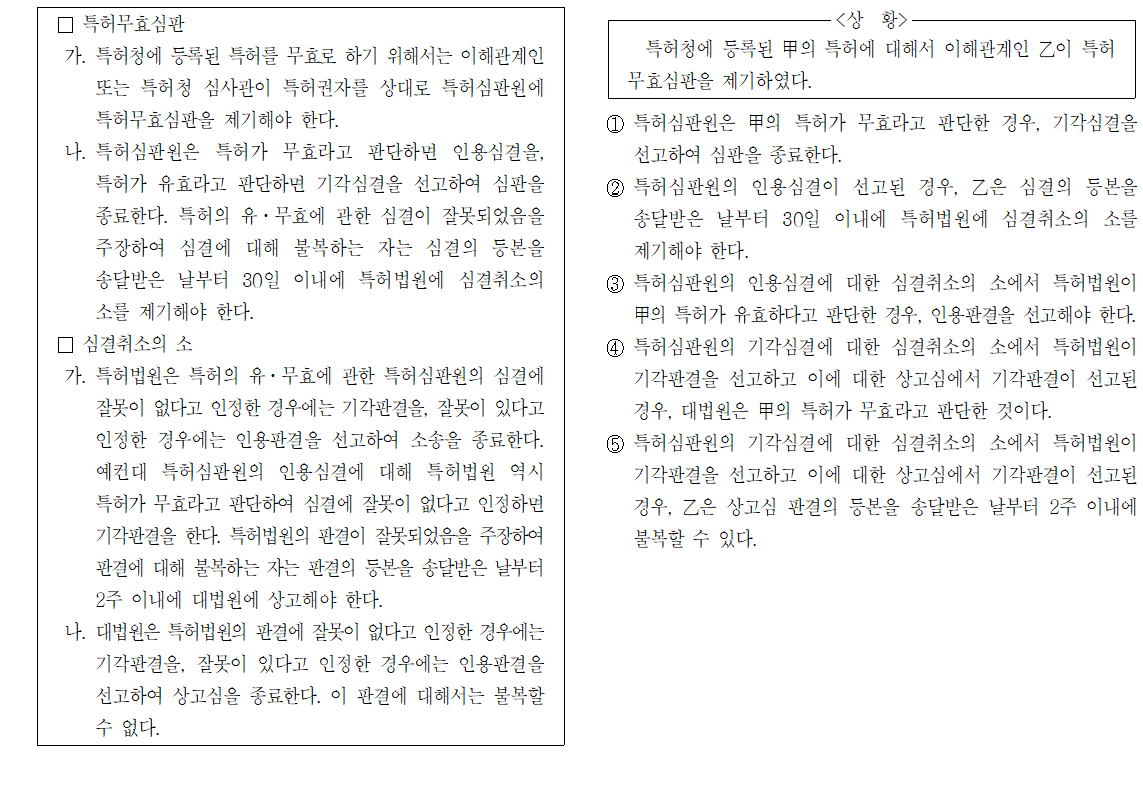 □ 특허무효심판
가. 특허청에 등록된 특허를 무효로 하기 위해서는 이해관계인
또는 특허청 심사관이 특허권자를 상대로 특허심판원에
특허무효심판을 제기해야 한다.
나. 특허심판원은 특허가 무효라고 판단하면 인용심결을,
특허가 유효라고 판단하면 기각심결을 선고하여 심판을
종료한다. 특허의 유·무효에 관한 심결이 잘못되었음을
주장하여 심결에 대해 불복하는 자는 심결의 등본을
송달받은 날부터 30일 이내에 특허법원에 심결취소의
소를 제기해야 한다.
□ 심결취소의 소
가. 특허법원은 특허의 유·무효에 관한 특허심판원의 심결에
잘못이 없다고 인정한 경우에는 기각판결을, 잘못이 있다고
인정한 경우에는 인용판결을 선고하여 소송을 종료한다.
예컨대 특허심판원의 인용심결에 대해 특허법원 역시
특허가 무효라고 판단하여 심결에 잘못이 없다고 인정하면
기각판결을 한다. 특허법원의 판결이 잘못되었음을 주장하여
판결에 대해 불복하는 자는 판결의 등본을 송달받은 날부터
2주 이내에 대법원에 상고해야 한다.
나. 대법원은 특허법원의 판결에 잘못이 없다고 인정한 경우에는
기각판결을, 잘못이 있다고 인정한 경우에는 인용판결을
선고하여 상고심을 종료한다. 이 판결에 대해서는 불복할
수 없다.
<상 황>
특허청에 등록된 甲의 특허에 대해서 이해관계인 乙이 특허
무효심판을 제기하였다.
① 특허심판원은 甲의 특허가 무효라고 판단한 경우, 기각심결을
선고하여 심판을 종료한다.
② 특허심판원의 인용심결이 선고된 경우, 乙은 심결의 등본을
송달받은 날부터 30일 이내에 특허법원에 심결취소의 소를
제기해야 한다.
③ 특허심판원의 인용심결에 대한 심결취소의 소에서 특허법원이
甲의 특허가 유효하다고 판단한 경우, 인용판결을 선고해야 한다.
④ 특허심판원의 기각심결에 대한 심결취소의 소에서 특허법원이
기각판결을 선고하고 이에 대한 상고심에서 기각판결이 선고된
경우, 대법원은 甲의 특허가 무효라고 판단한 것이다.
⑤ 특허심판원의 기각심결에 대한 심결취소의 소에서 특허법원이
기각판결을 선고하고 이에 대한 상고심에서 기각판결이 선고된
경우, 乙은 상고심 판결의 등본을 송달받은 날부터 2주 이내에
불복할 수 있다.